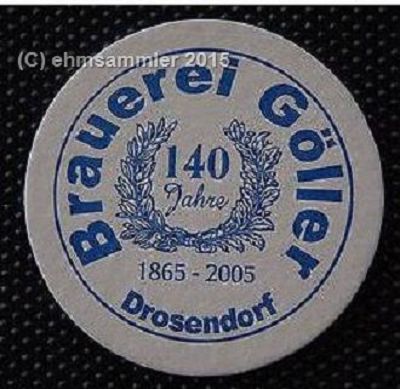 (C) ehmsammler 2015
Brauerei Göller
140
Jahre
1865 - 2005
Drosendorf